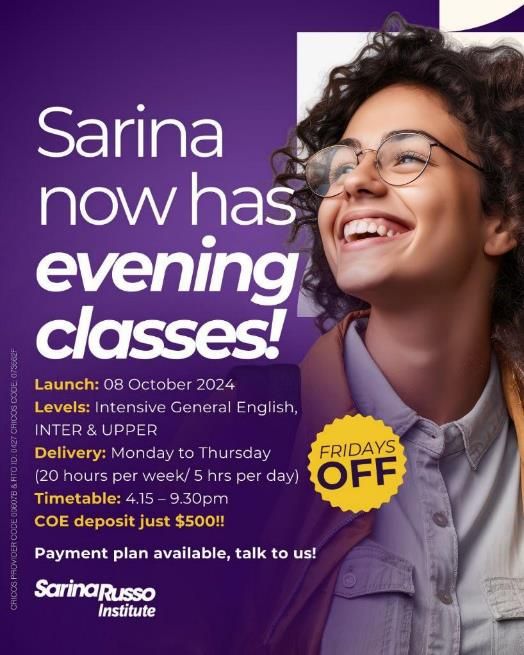 Sarina
now has
evening
classes!
Launch: 08 October 2024
Levels: Intensive General English,
INTER & UPPER
Delivery: Monday to Thursday
(20 hours per week/ 5 hrs per day)
Timetable: 4.15 – 9.30pm
COE deposit just $500!!
Payment plan available, talk to us!
FRIDAYS
OFF
Sarina Russo
Institute